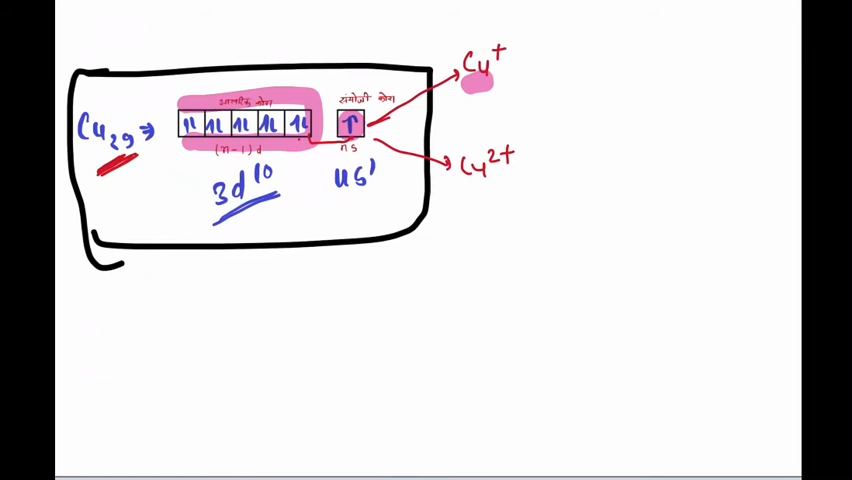 Cu⁺
आन्तरिक कोश संयोजी कोश
Cu₂₉ ⇒ ↑↓ ↑↓ ↑↓ ↑↓ ↑↓ ↑
(n-1)d ns
3d¹⁰ 4s¹
Cu²⁺